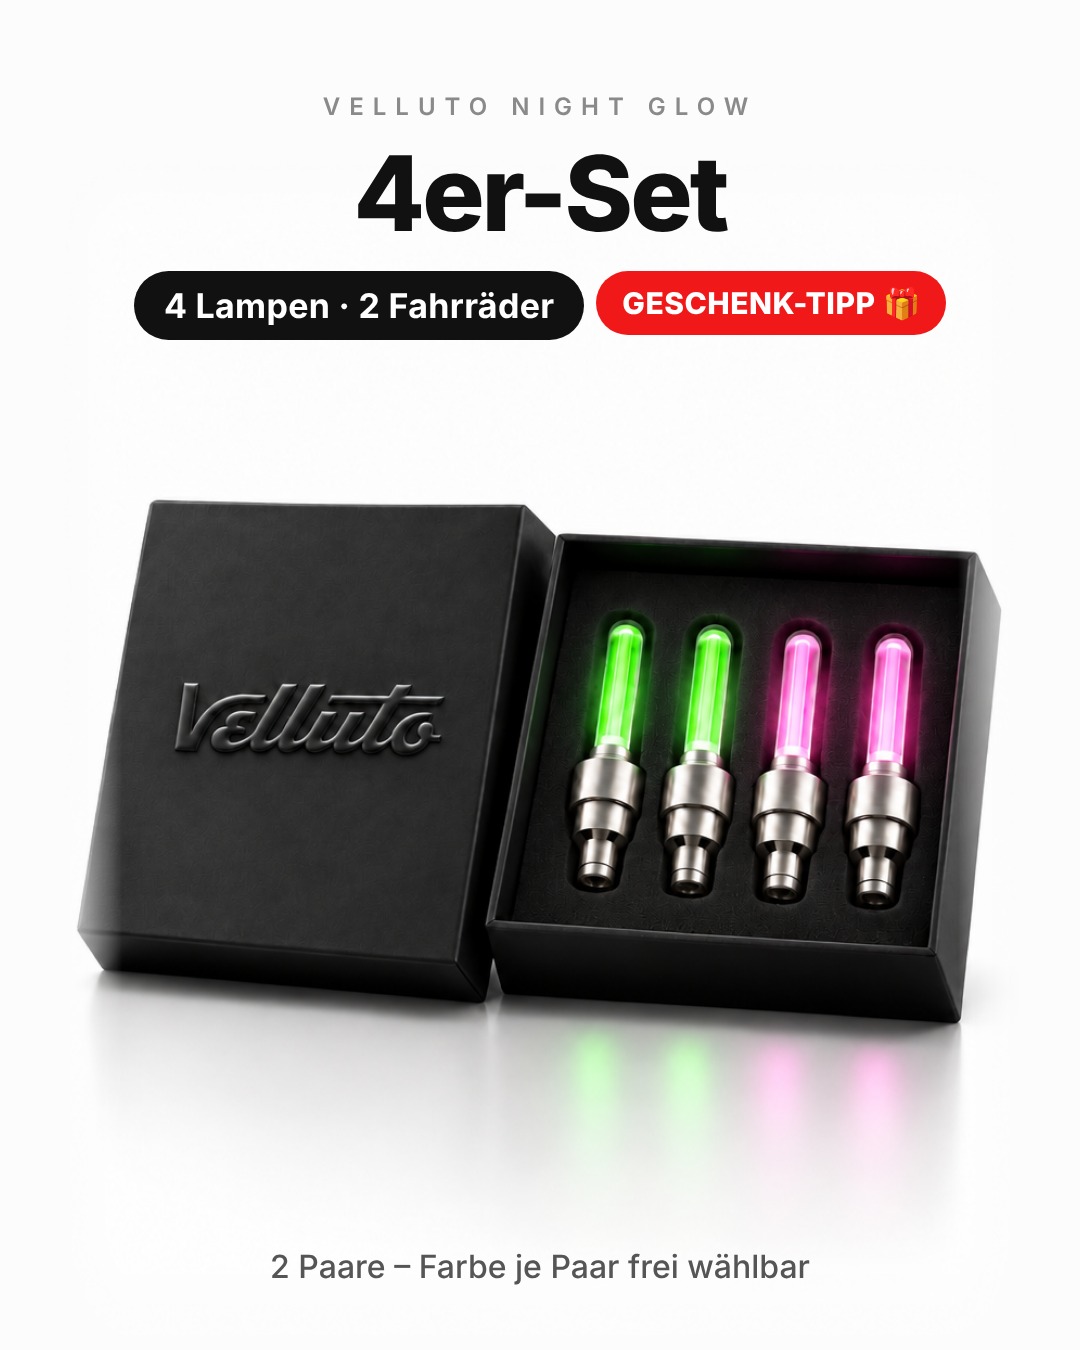 VELLUTO NIGHT GLOW
4er-Set
4 Lampen · 2 Fahrräder
GESCHENK-TIPP 🎁
Velluto
2 Paare – Farbe je Paar frei wählbar